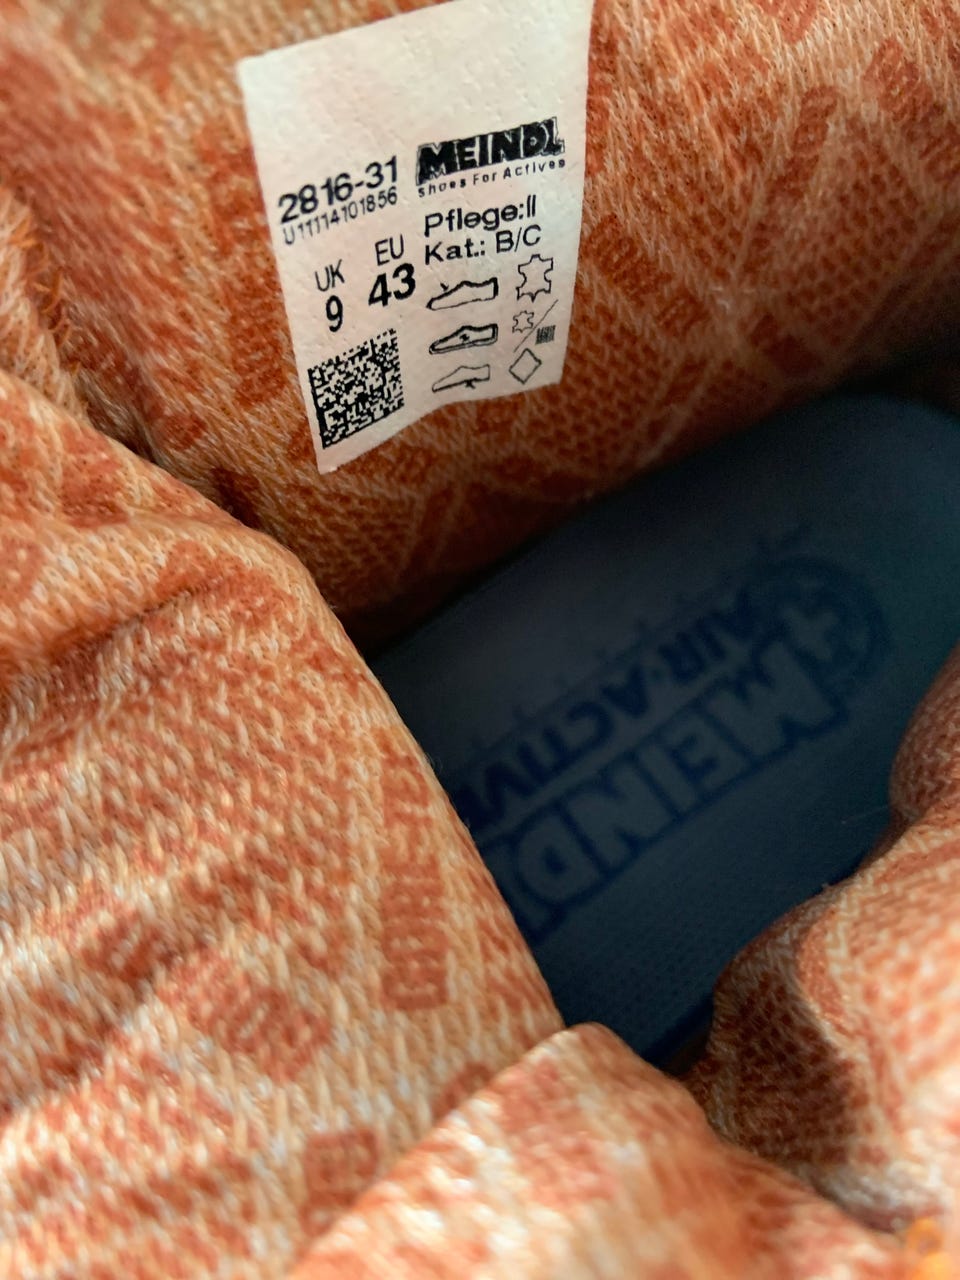 MEINDL
Shoes For Actives
2816-31
U11114101856
Pflege:II
Kat.: B/C
UK EU
9 43
AIR-ACTIVE
MEINDL